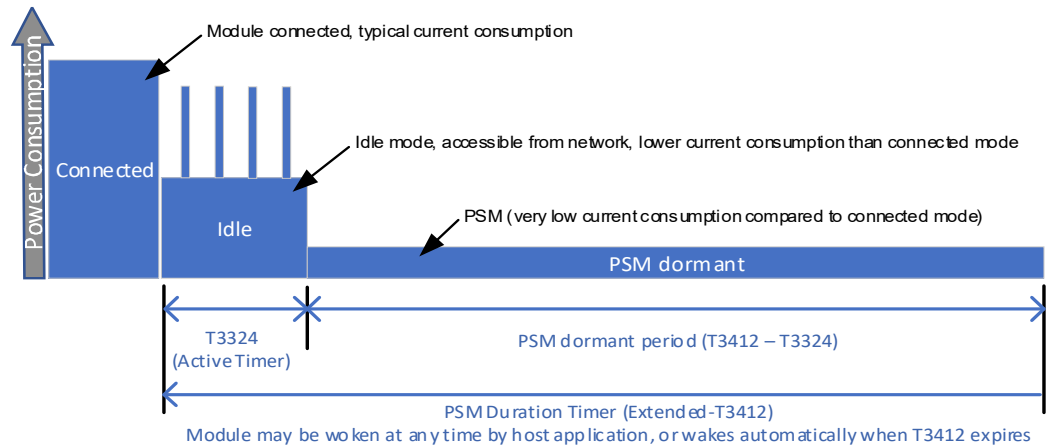 Module connected, typical current consumption
Power Consumption
Connected
Idle mode, accessible from network, lower current consumption than connected mode
Idle
PSM (very low current consumption compared to connected mode)
PSM dormant
T3324
(Active Timer)
PSM dormant period (T3412 – T3324)
PSM Duration Timer (Extended-T3412)
Module may be woken at any time by host application, or wakes automatically when T3412 expires